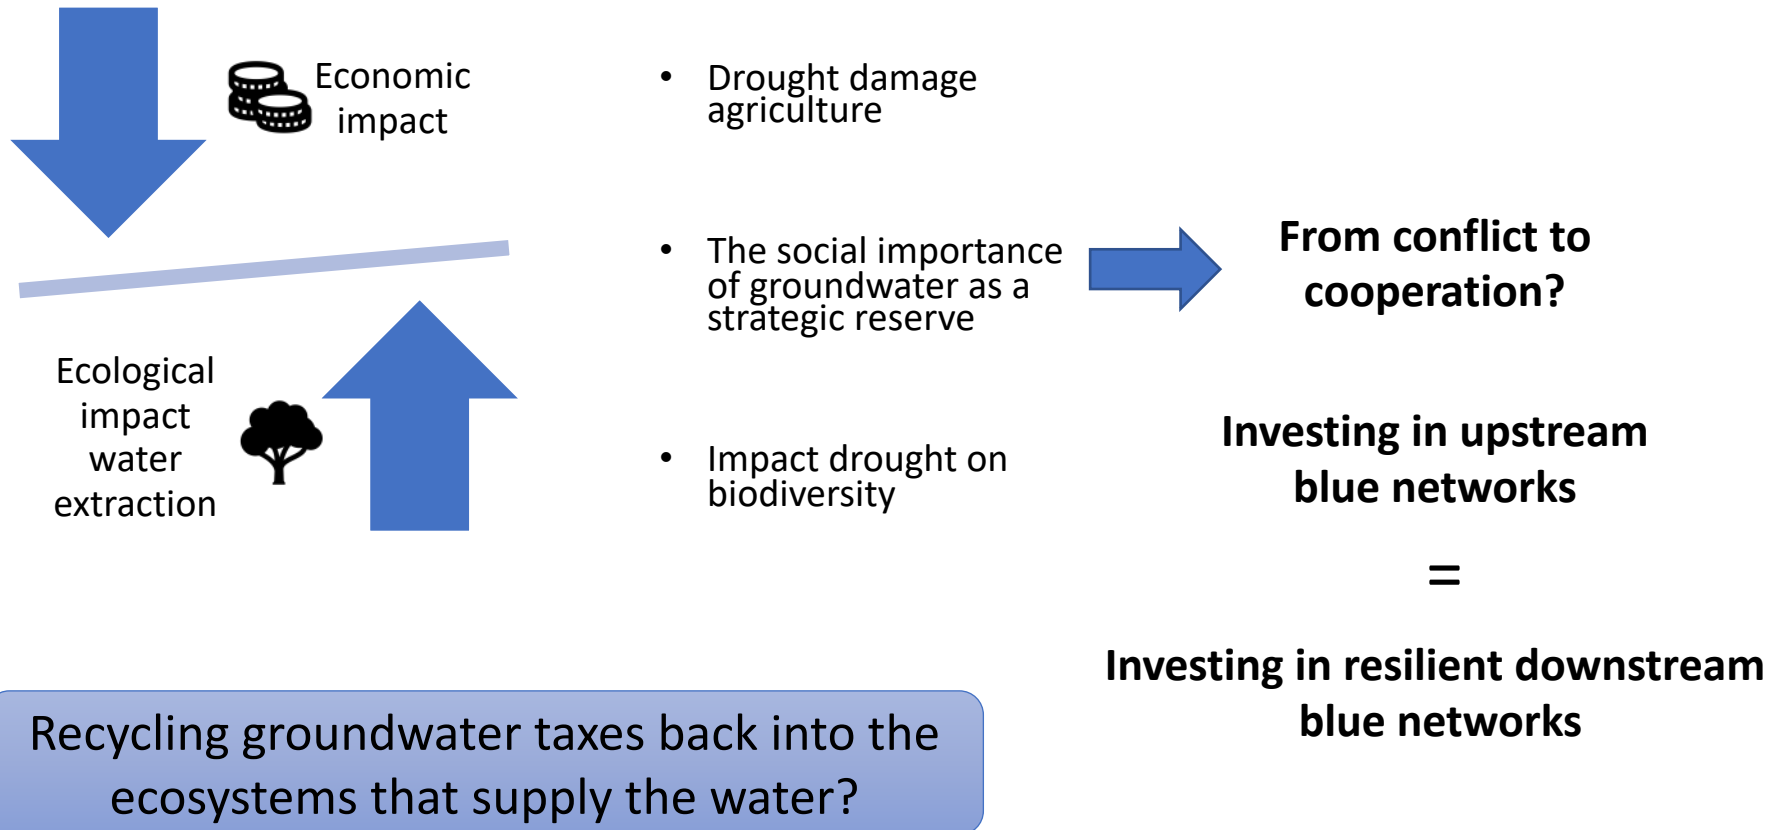 Economic
impact
Ecological
impact
water
extraction
• Drought damage
agriculture
• The social importance
of groundwater as a
strategic reserve
• Impact drought on
biodiversity
From conflict to
cooperation?
Investing in upstream
blue networks
=
Investing in resilient downstream
blue networks
Recycling groundwater taxes back into the
ecosystems that supply the water?